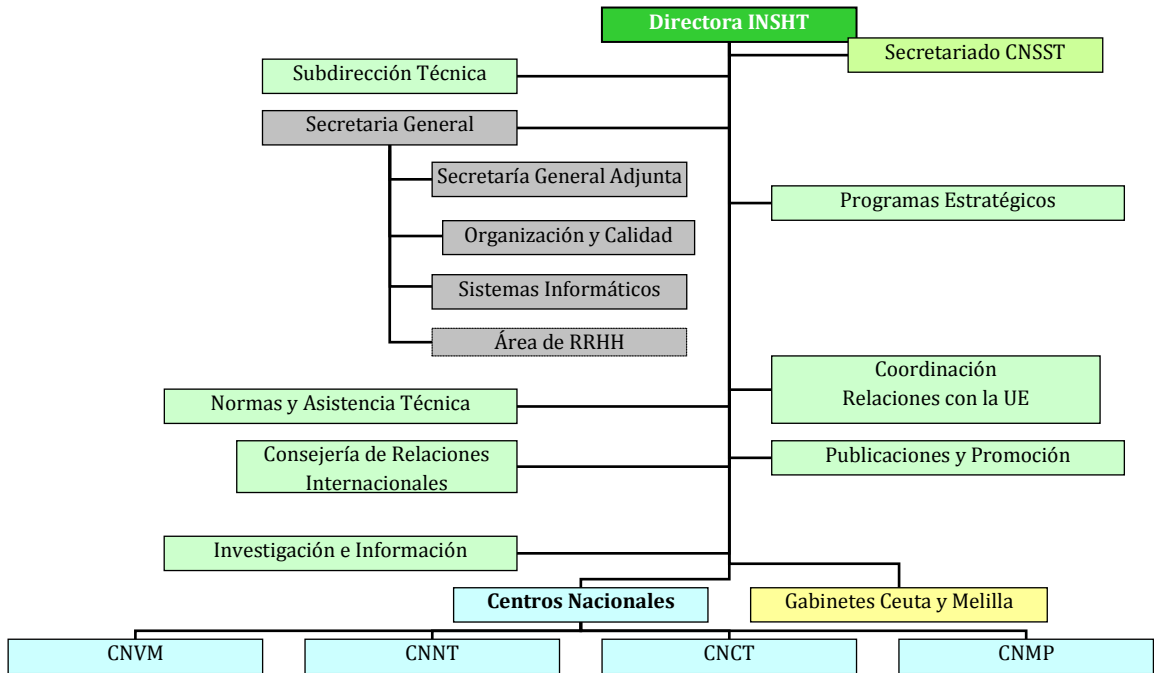 Directora INSHT
Secretariado CNSST
Subdirección Técnica
Secretaria General
Secretaría General Adjunta
Programas Estratégicos
Organización y Calidad
Sistemas Informáticos
Área de RRHH
Coordinación
Relaciones con la UE
Normas y Asistencia Técnica
Consejería de Relaciones
Internacionales
Publicaciones y Promoción
Investigación e Información
Centros Nacionales
Gabinetes Ceuta y Melilla
CNVM
CNNT
CNCT
CNMP